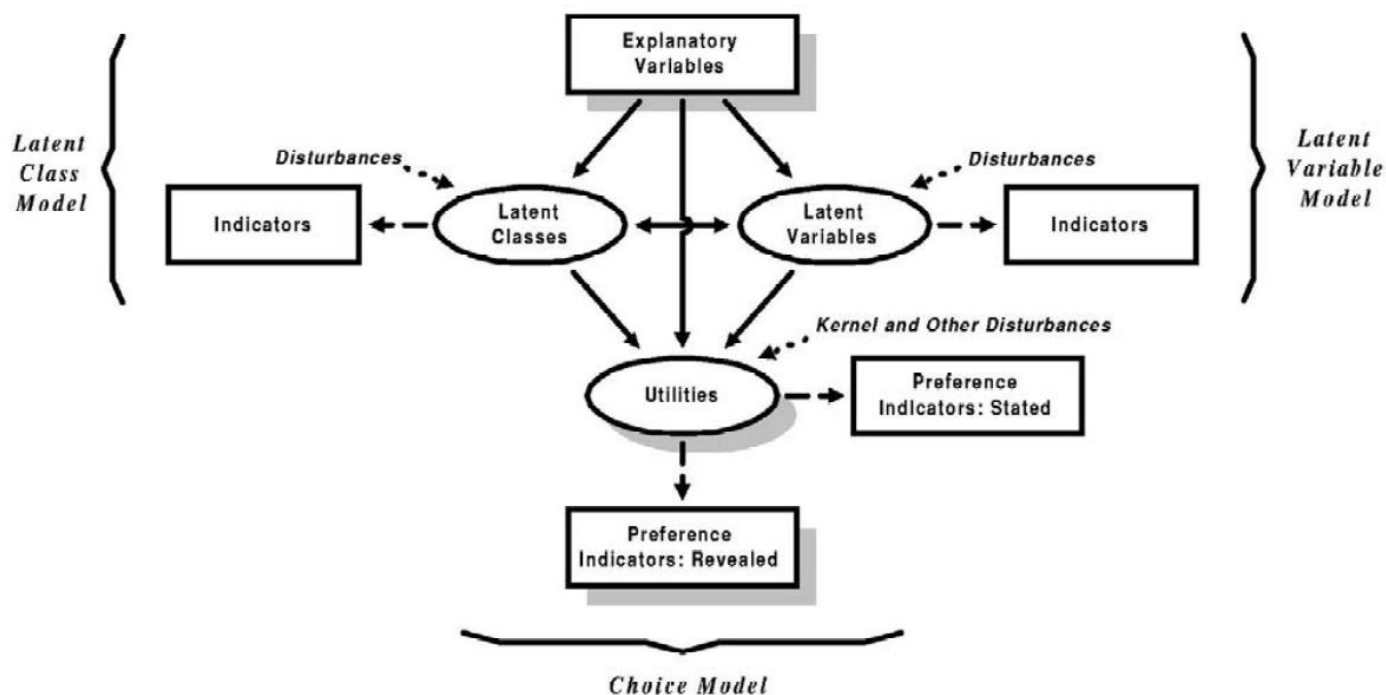 Explanatory
Variables
Latent
Class
Model
Latent
Variable
Model
Disturbances
Disturbances
Indicators
Latent
Classes
Latent
Variables
Indicators
Kernel and Other Disturbances
Utilities
Preference
Indicators: Stated
Preference
Indicators: Revealed
Choice Model